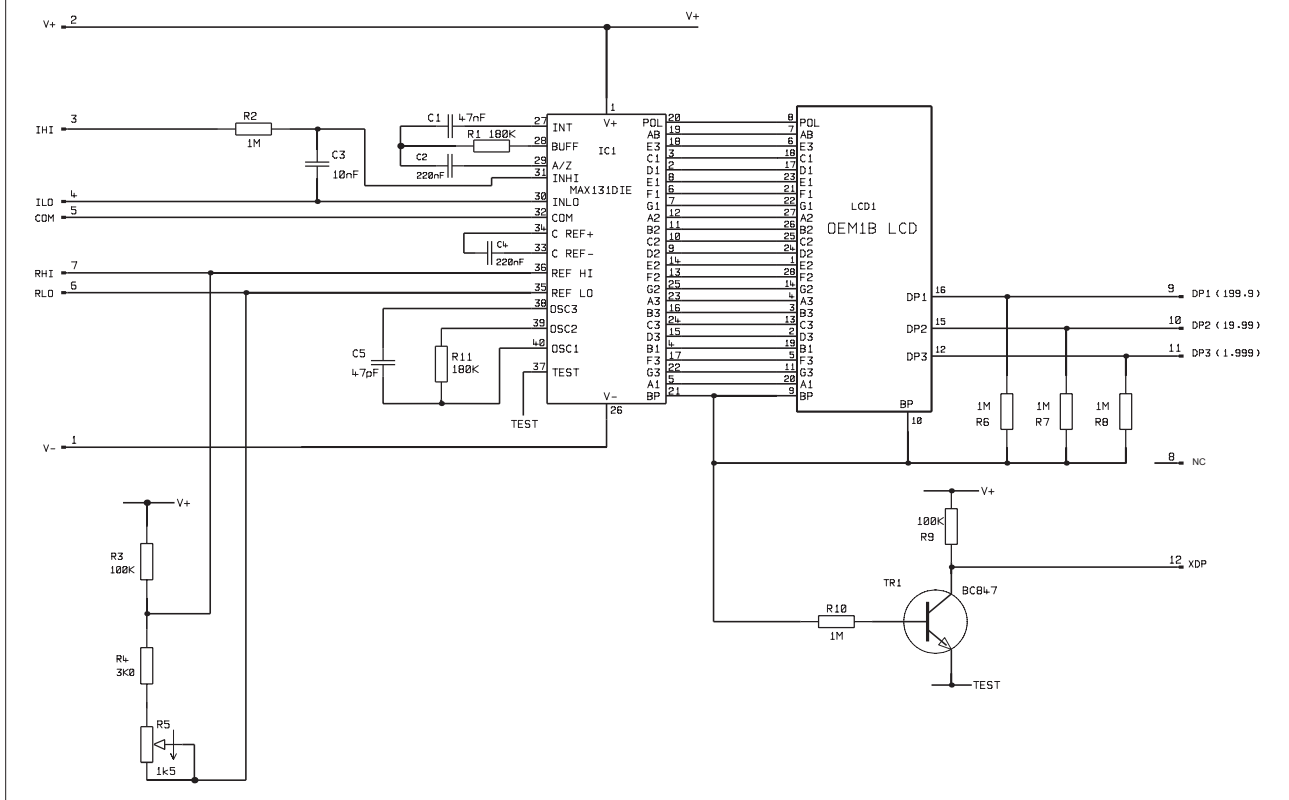 V+ 2
V+
IHI 3
R2
1M
C3
10nF
ILO 4
COM 5
RHI 7
RLO 6
V- 1
C1 47nF
R1 180K
C2
220nF
C4
220nF
C5
47pF
R11
180K
TEST
1
V+
IC1
MAX131DIE
27 INT
28 BUFF
29 A/Z
31 INHI
30 INLO
32 COM
34 C REF+
33 C REF-
36 REF HI
35 REF LO
38 OSC3
39 OSC2
40 OSC1
37 TEST
V-
26
POL 20
AB 19
E3 18
C1 3
D1 2
E1 8
F1 6
G1 7
A2 12
B2 11
C2 10
D2 9
E2 14
F2 13
G2 25
A3 23
B3 16
C3 24
D3 15
B1 4
F3 17
G3 22
A1 5
BP 21
8 POL
7 AB
6 E3
18 C1
17 D1
23 E1
21 F1
22 G1
27 A2
26 B2
25 C2
24 D2
1 E2
28 F2
14 G2
4 A3
3 B3
13 C3
2 D3
19 B1
5 F3
11 G3
20 A1
9 BP
LCD1
OEM1B LCD
DP1 16
DP2 15
DP3 12
BP
10
9 DP1 (199.9)
10 DP2 (19.99)
11 DP3 (1.999)
1M
R6
1M
R7
1M
R8
8 NC
V+
R3
100K
R4
3K0
R5
1k5
V+
100K
R9
12 XDP
TR1
BC847
R10
1M
TEST